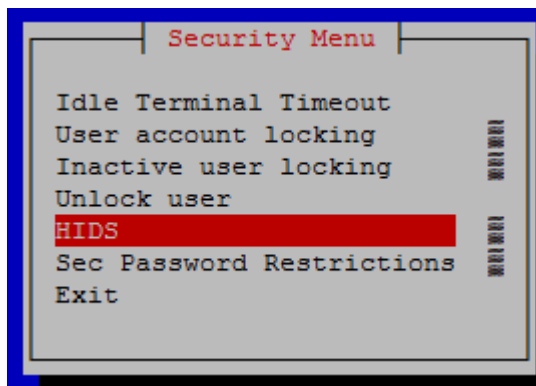 Security Menu
Idle Terminal Timeout
User account locking
Inactive user locking
Unlock user
HIDS
Sec Password Restrictions
Exit